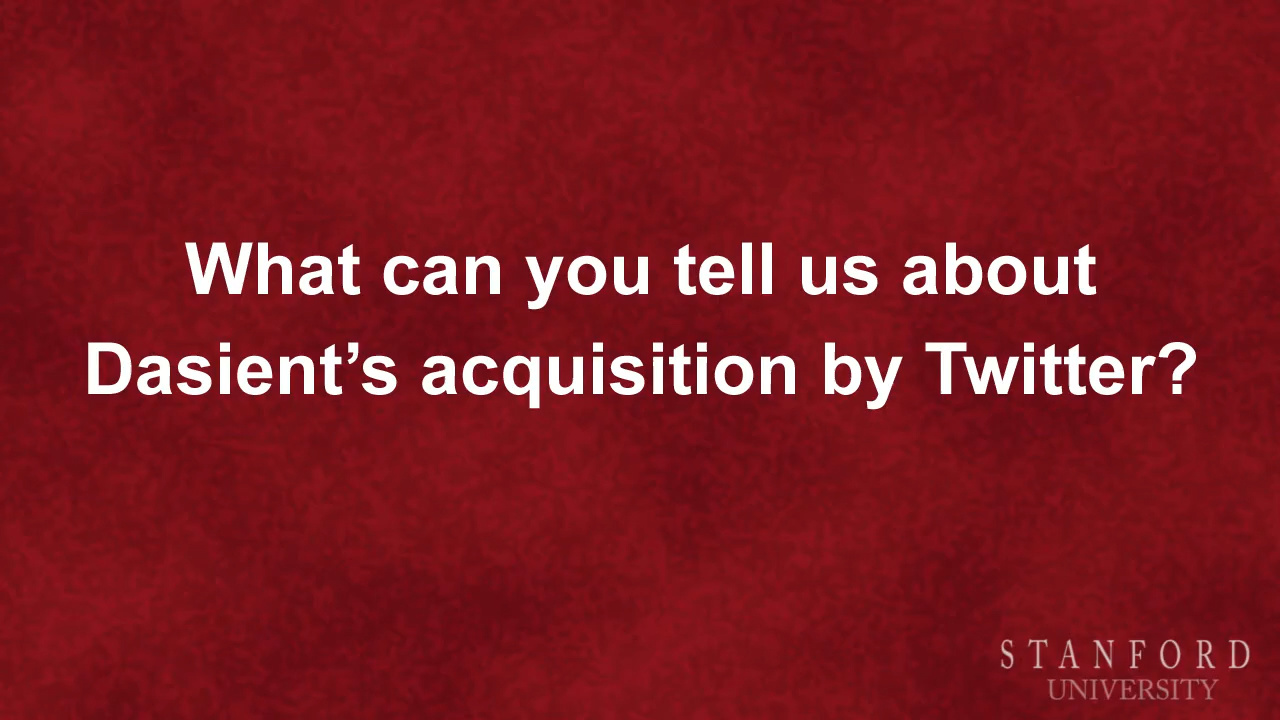 What can you tell us about
Dasient’s acquisition by Twitter?
STANFORD
UNIVERSITY